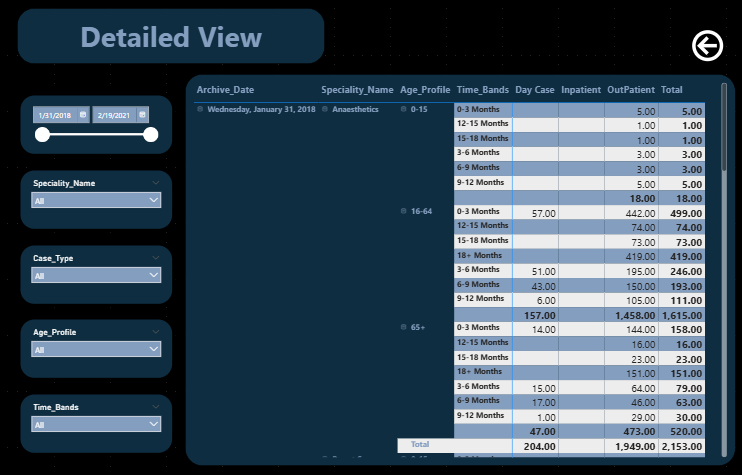 Detailed View
1/31/2018 2/19/2021
Speciality_Name
All
Case_Type
All
Age_Profile
All
Time_Bands
All
Archive_Date Speciality_Name Age_Profile Time_Bands Day Case Inpatient OutPatient Total
Wednesday, January 31, 2018 Anaesthetics 0-15 0-3 Months 5.00 5.00
12-15 Months 1.00 1.00
15-18 Months 1.00 1.00
3-6 Months 3.00 3.00
6-9 Months 3.00 3.00
9-12 Months 5.00 5.00
18.00 18.00
16-64 0-3 Months 57.00 442.00 499.00
12-15 Months 74.00 74.00
15-18 Months 73.00 73.00
18+ Months 419.00 419.00
3-6 Months 51.00 195.00 246.00
6-9 Months 43.00 150.00 193.00
9-12 Months 6.00 105.00 111.00
157.00 1,458.00 1,615.00
65+ 0-3 Months 14.00 144.00 158.00
12-15 Months 16.00 16.00
15-18 Months 23.00 23.00
18+ Months 151.00 151.00
3-6 Months 15.00 64.00 79.00
6-9 Months 17.00 46.00 63.00
9-12 Months 1.00 29.00 30.00
47.00 473.00 520.00
Total 204.00 1,949.00 2,153.00